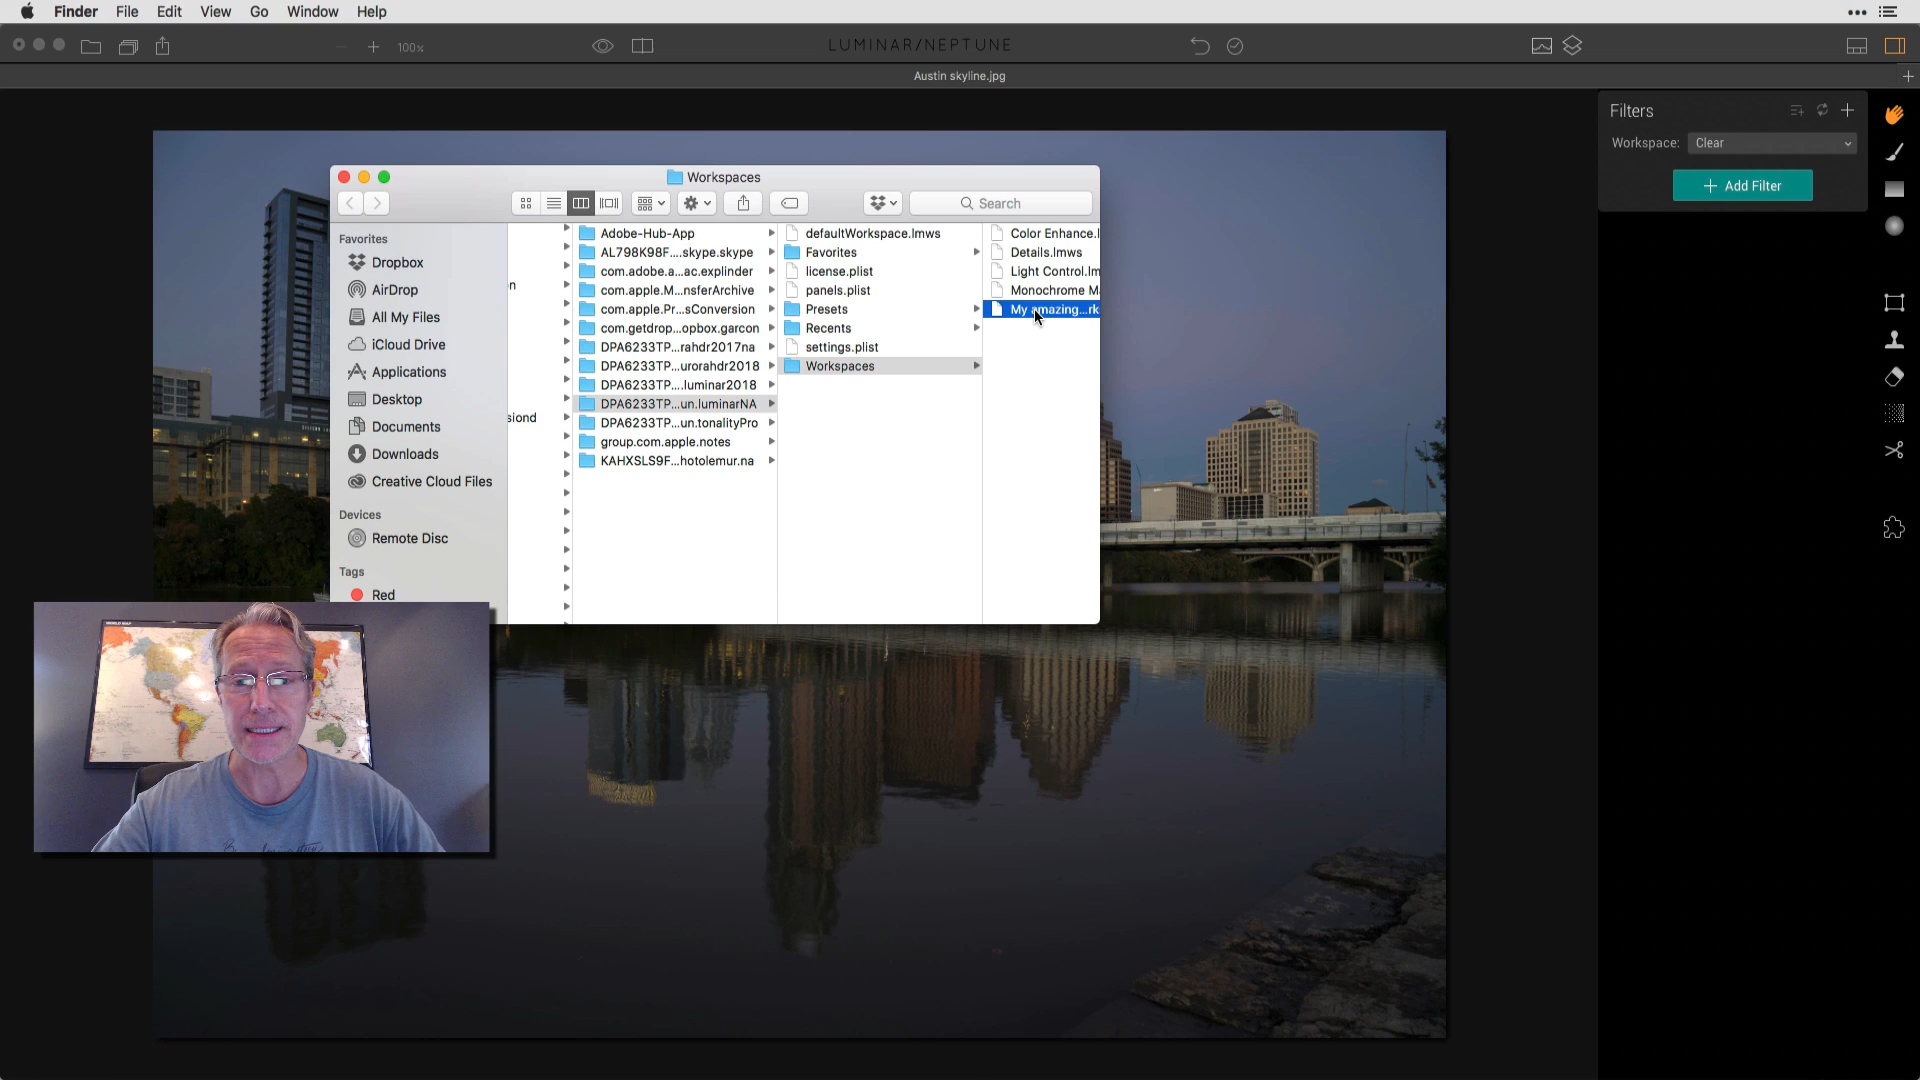 Finder File Edit View Go Window Help
100%
LUMINAR/NEPTUNE
Austin skyline.jpg
Filters
Workspace: Clear
Add Filter
Workspaces
Search
Favorites
Dropbox
AirDrop
All My Files
iCloud Drive
Applications
Desktop
Documents
Downloads
Creative Cloud Files
Devices
Remote Disc
Tags
Red
n
siond
Adobe-Hub-App
AL798K98F....skype.skype
com.adobe.a...ac.explinder
com.apple.M...nsferArchive
com.apple.Pr...sConversion
com.getdrop...opbox.garcon
DPA6233TP...rahdr2017na
DPA6233TP...urorahdr2018
DPA6233TP....luminar2018
DPA6233TP...un.luminarNA
DPA6233TP...un.tonalityPro
group.com.apple.notes
KAHXSLS9F...hotolemur.na
defaultWorkspace.lmws
Favorites
license.plist
panels.plist
Presets
Recents
settings.plist
Workspaces
Color Enhance.l
Details.lmws
Light Control.lm
Monochrome M
My amazing...rk
WORLD MAP